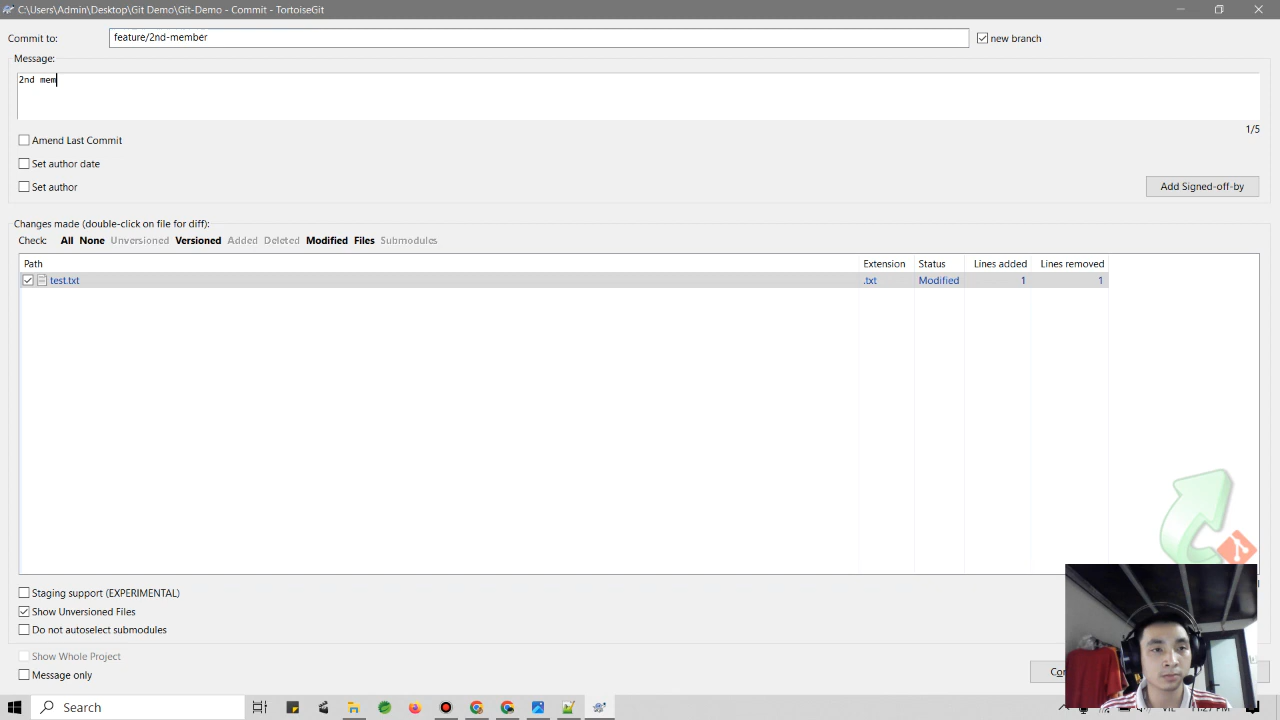 C:\Users\Admin\Desktop\Git Demo\Git-Demo - Commit - TortoiseGit
Commit to: feature/2nd-member new branch
Message:
2nd mem
1/5
Amend Last Commit
Set author date
Set author Add Signed-off-by
Changes made (double-click on file for diff):
Check: All None Unversioned Versioned Added Deleted Modified Files Submodules
Path Extension Status Lines added Lines removed
test.txt .txt Modified 1 1
Staging support (EXPERIMENTAL)
Show Unversioned Files
Do not autoselect submodules
Show Whole Project
Message only
Search